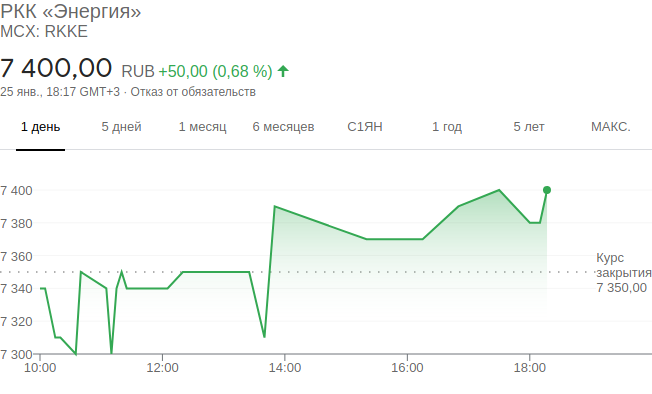 РКК «Энергия»
MCX: RKKE
7 400,00 RUB +50,00 (0,68 %)
25 янв., 18:17 GMT+3 · Отказ от обязательств
1 день 5 дней 1 месяц 6 месяцев С1ЯН 1 год 5 лет МАКС.
7 400
7 380
7 360
Курс
закрытия
7 350,00
7 340
7 320
7 300
10:00 12:00 14:00 16:00 18:00